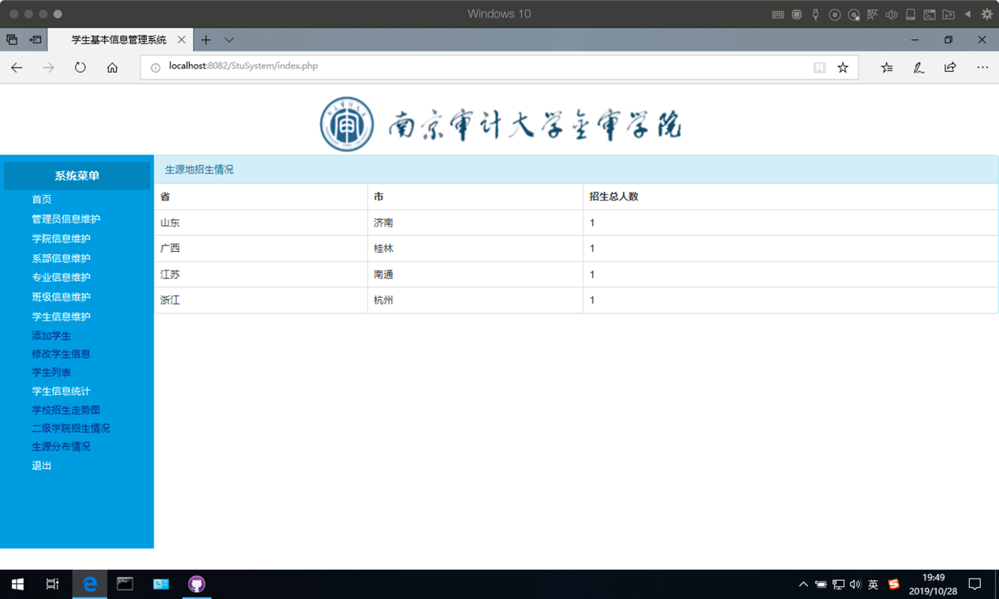 Windows 10
学生基本信息管理系统
localhost:8082/StuSystem/index.php
南京审计大学金审学院
系统菜单
首页
管理员信息维护
学院信息维护
系部信息维护
专业信息维护
班级信息维护
学生信息维护
添加学生
修改学生信息
学生列表
学生信息统计
学校招生走势图
二级学院招生情况
生源分布情况
退出
生源地招生情况
省 市 招生总人数
山东 济南 1
广西 桂林 1
江苏 南通 1
浙江 杭州 1
英
19:49
2019/10/28